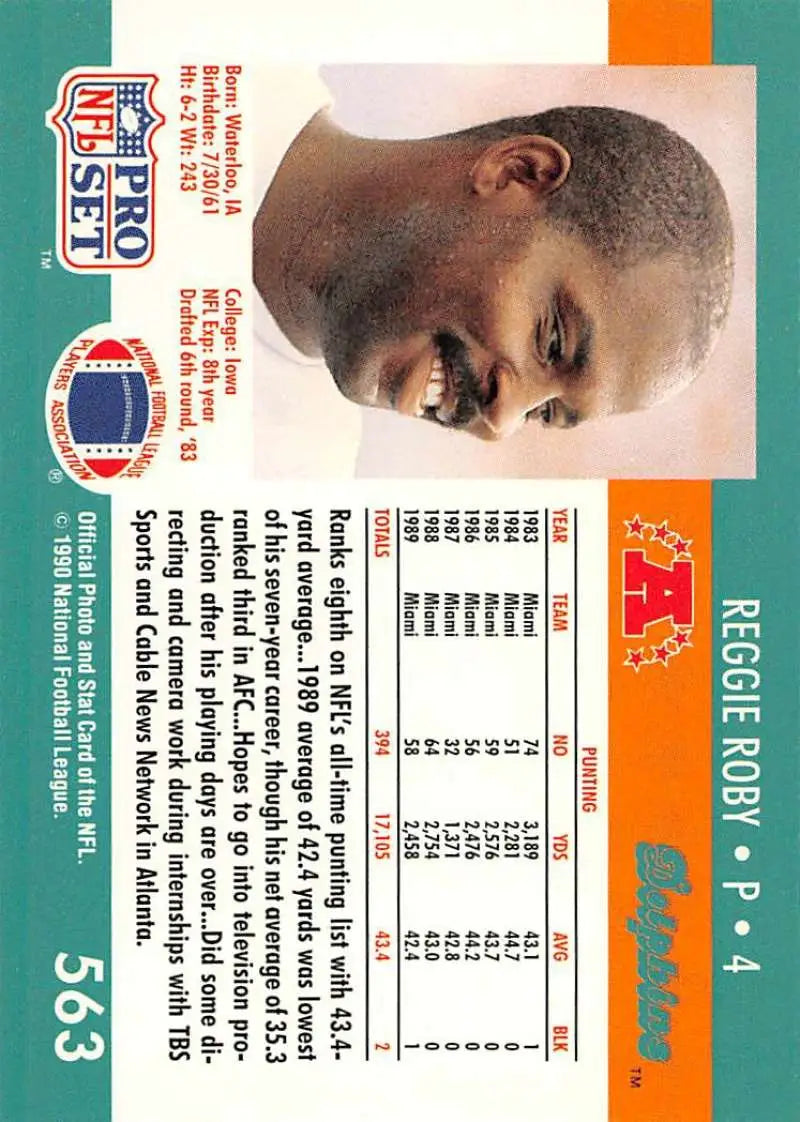 REGGIE ROBY • P • 4
A
Dolphins™
Born: Waterloo, IA
Birthdate: 7/30/61
Ht: 6-2 Wt: 243
College: Iowa
NFL Exp: 8th year
Drafted 6th round, '83
PUNTING
YEAR TEAM NO YDS AVG BLK
1983 Miami 74 3,189 43.1 1
1984 Miami 51 2,281 44.7 0
1985 Miami 59 2,576 43.7 0
1986 Miami 56 2,476 44.2 0
1987 Miami 32 1,371 42.8 0
1988 Miami 64 2,754 43.0 0
1989 Miami 58 2,458 42.4 1
TOTALS 394 17,105 43.4 2
Ranks eighth on NFL's all-time punting list with 43.4-
yard average...1989 average of 42.4 yards was lowest
of his seven-year career, though his net average of 35.3
ranked third in AFC...Hopes to go into television pro-
duction after his playing days are over...Did some di-
recting and camera work during internships with TBS
Sports and Cable News Network in Atlanta.
NFL
PRO
SET
TM
NATIONAL FOOTBALL LEAGUE
PLAYERS ASSOCIATION
®
Official Photo and Stat Card of the NFL.
© 1990 National Football League.
563